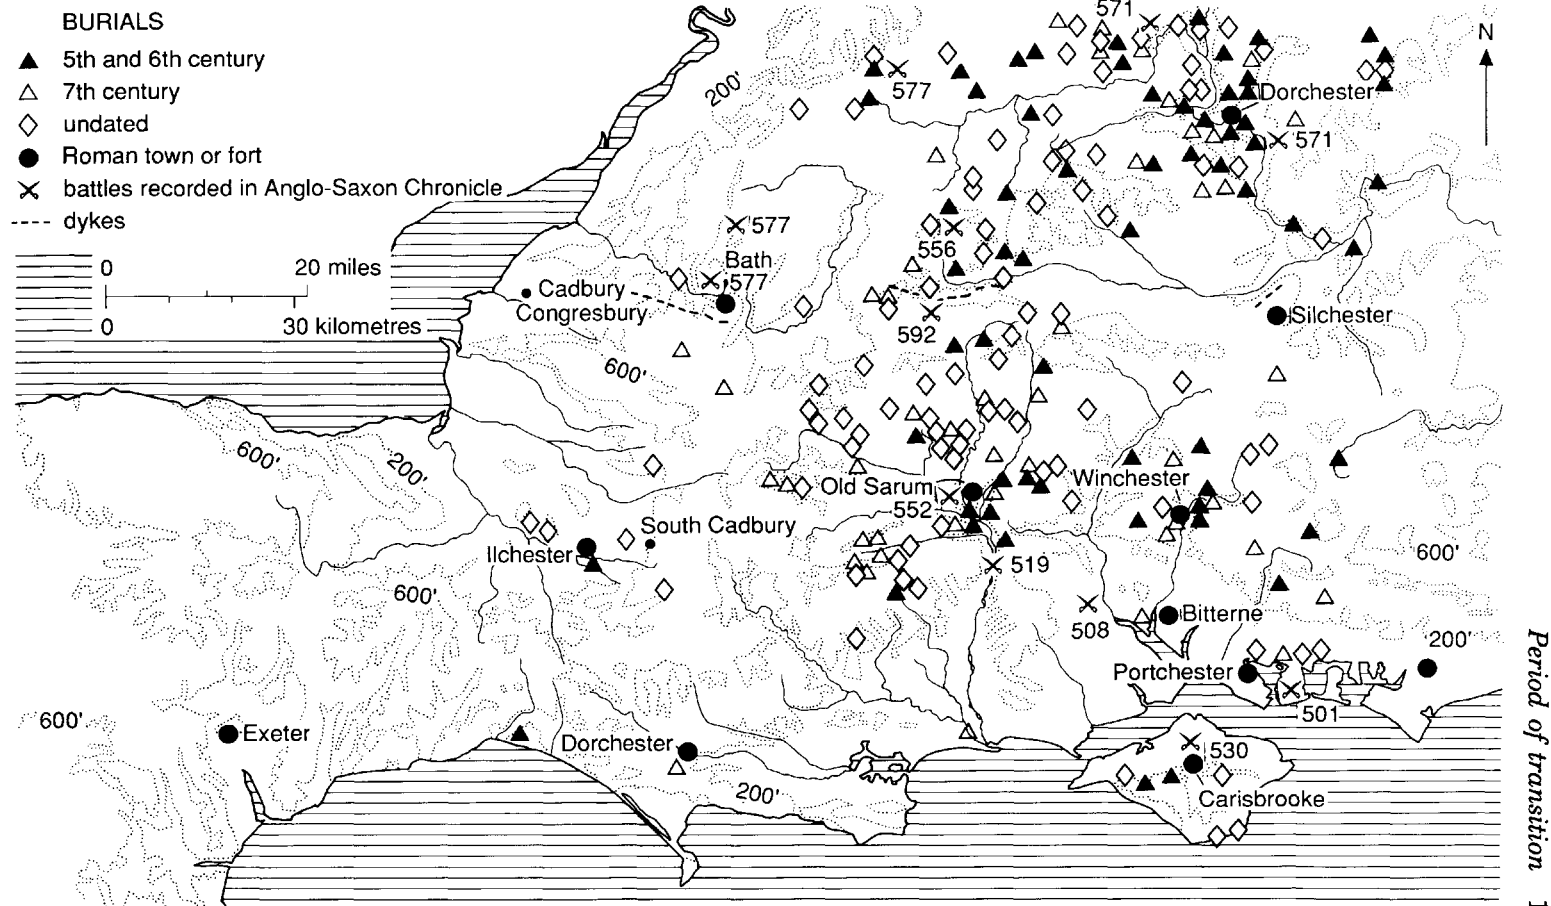 BURIALS
5th and 6th century
7th century
undated
Roman town or fort
battles recorded in Anglo-Saxon Chronicle
dykes
0 20 miles
0 30 kilometres
N
571
577
200'
Dorchester
571
577
556
Bath
577
Cadbury
Congresbury
592
Silchester
600'
600'
200'
Old Sarum
552
Winchester
South Cadbury
Ilchester
519
600'
600'
508
Bitterne
200'
Portchester
501
600'
Exeter
Dorchester
530
200'
Carisbrooke
Period of transition